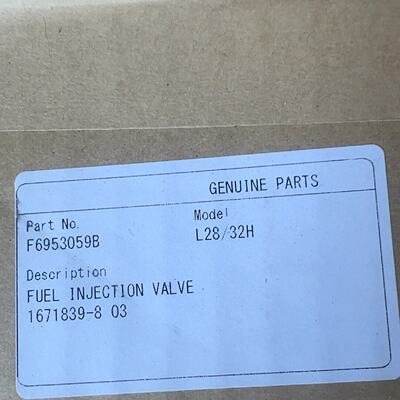 GENUINE PARTS
Part No. Model
F6953059B L28/32H
Description
FUEL INJECTION VALVE
1671839-8 03